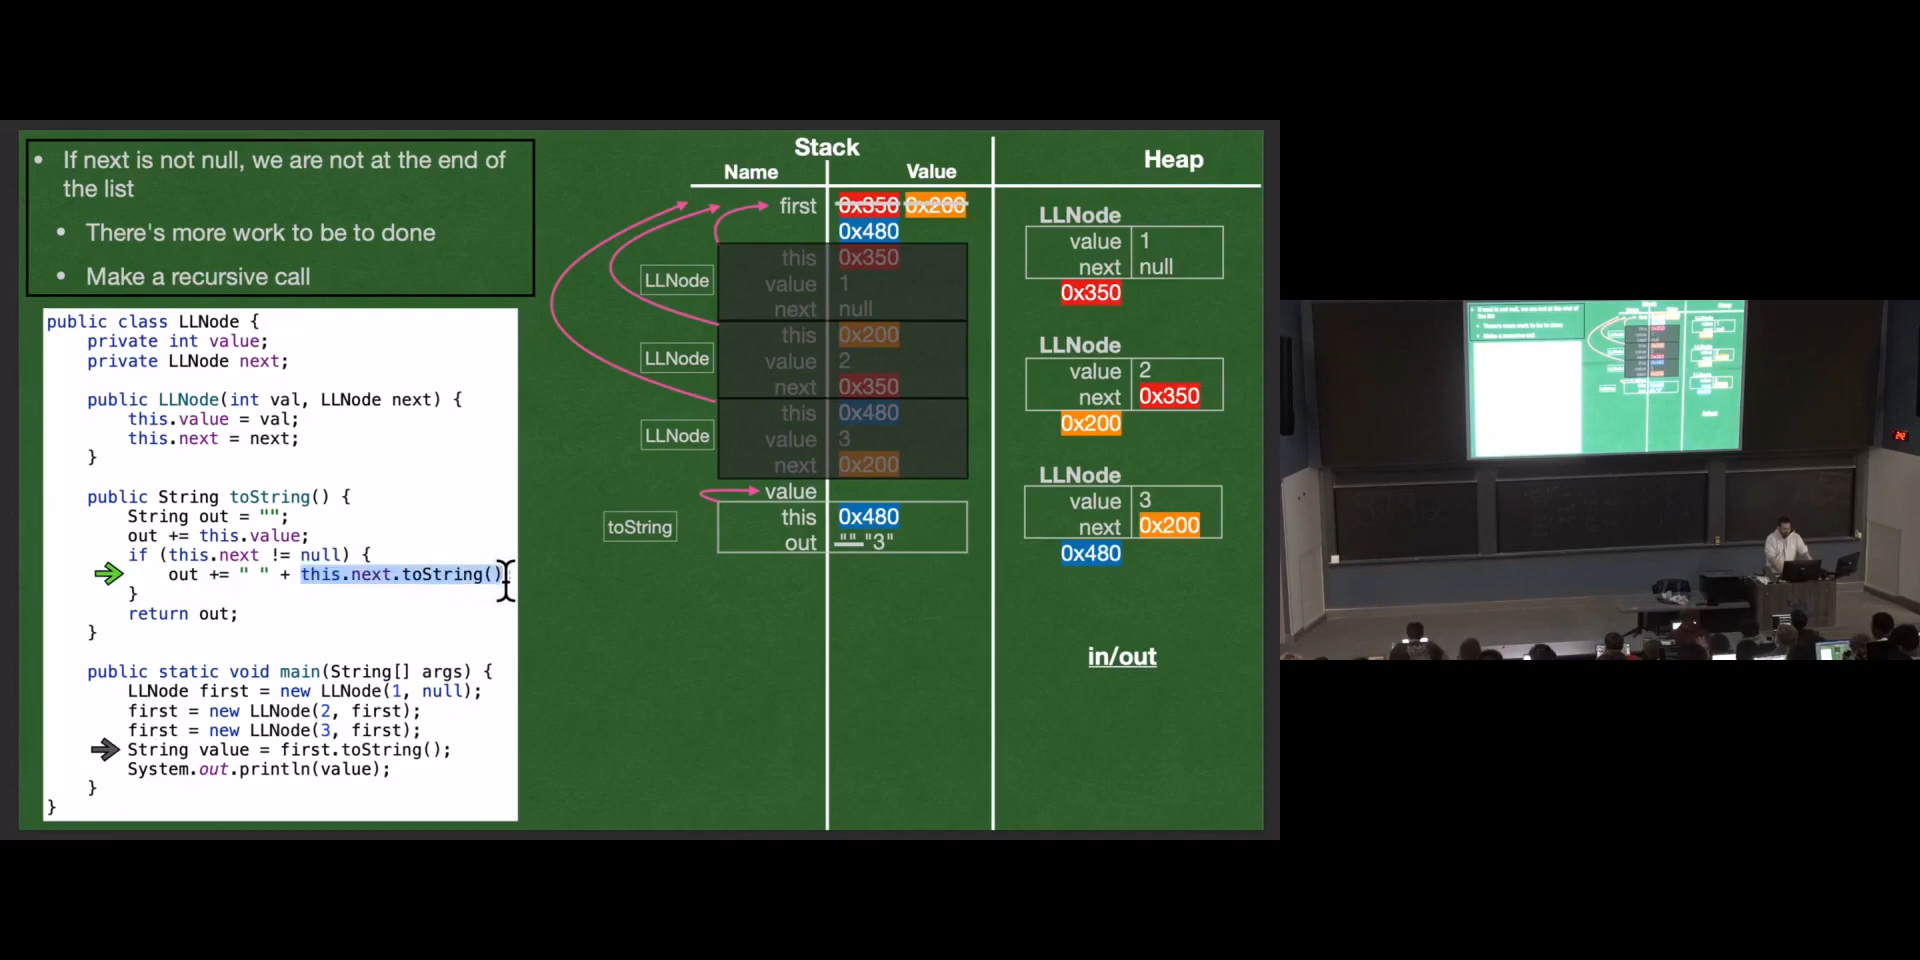 • If next is not null, we are not at the end of
the list
• There's more work to be to done
• Make a recursive call
public class LLNode {
private int value;
private LLNode next;
public LLNode(int val, LLNode next) {
this.value = val;
this.next = next;
}
public String toString() {
String out = "";
out += this.value;
if (this.next != null) {
out += " " + this.next.toString()
}
return out;
}
public static void main(String[] args) {
LLNode first = new LLNode(1, null);
first = new LLNode(2, first);
first = new LLNode(3, first);
String value = first.toString();
System.out.println(value);
}
}
Stack
Name Value
first 0x350 0x200
0x480
LLNode
this 0x350
value 1
next null
LLNode
this 0x200
value 2
next 0x350
LLNode
this 0x480
value 3
next 0x200
value
toString
this 0x480
out "" "3"
Heap
LLNode
value 1
next null
0x350
LLNode
value 2
next 0x350
0x200
LLNode
value 3
next 0x200
0x480
in/out